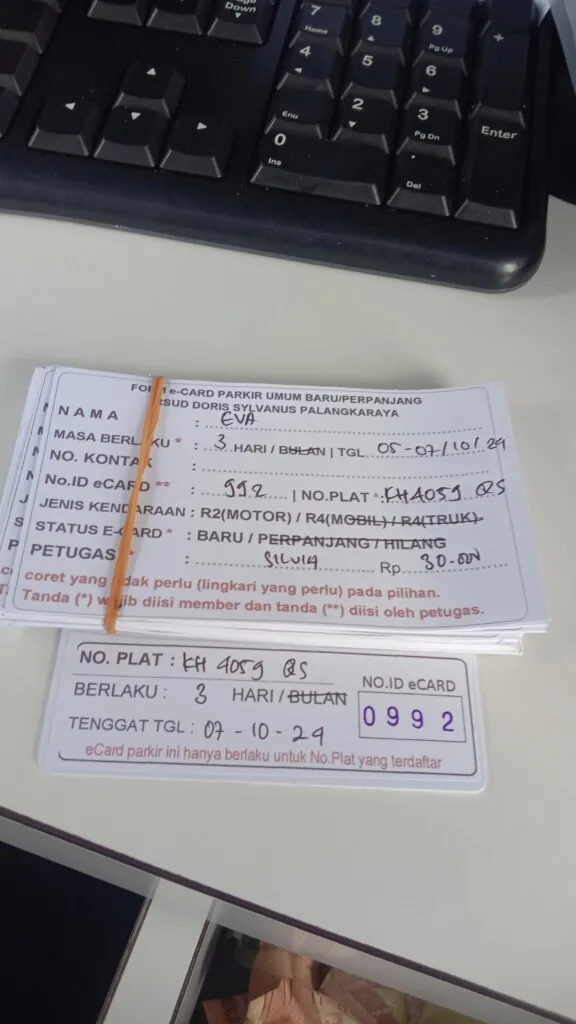 Down
7
Home
8
9
Pg Up
+
4
5
6
End
2
3
Pg Dn
Enter
0
Ins
.
Del
FORM e-CARD PARKIR UMUM BARU/PERPANJANG
RSUD DORIS SYLVANUS PALANGKARAYA
NAMA : EVA
MASA BERLAKU * : 3 HARI / BULAN | TGL 05-07/10/24
NO. KONTAK :
No.ID eCARD ** : 992 | NO.PLAT * : KH 4059 QS
JENIS KENDARAAN : R2(MOTOR) / R4(MOBIL) / R4(TRUK)
STATUS E-CARD * : BARU / PERPANJANG / HILANG
PETUGAS * : SILVIA Rp. 30.000
coret yang tidak perlu (lingkari yang perlu) pada pilihan.
Tanda (*) wajib diisi member dan tanda (**) diisi oleh petugas.
NO. PLAT : KH 4059 QS
BERLAKU : 3 HARI / BULAN
NO.ID eCARD
0992
TENGGAT TGL : 07 - 10 - 24
eCard parkir ini hanya berlaku untuk No.Plat yang terdaftar